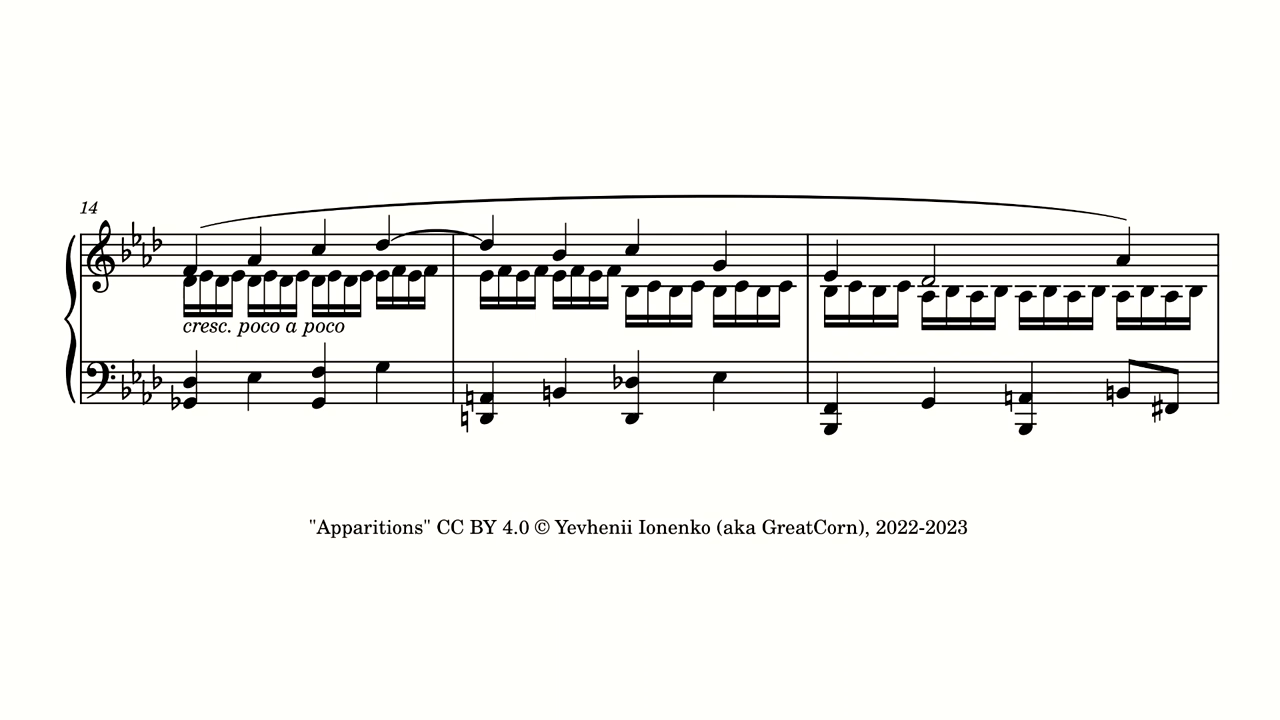 14
cresc. poco a poco
"Apparitions" CC BY 4.0 © Yevhenii Ionenko (aka GreatCorn), 2022-2023